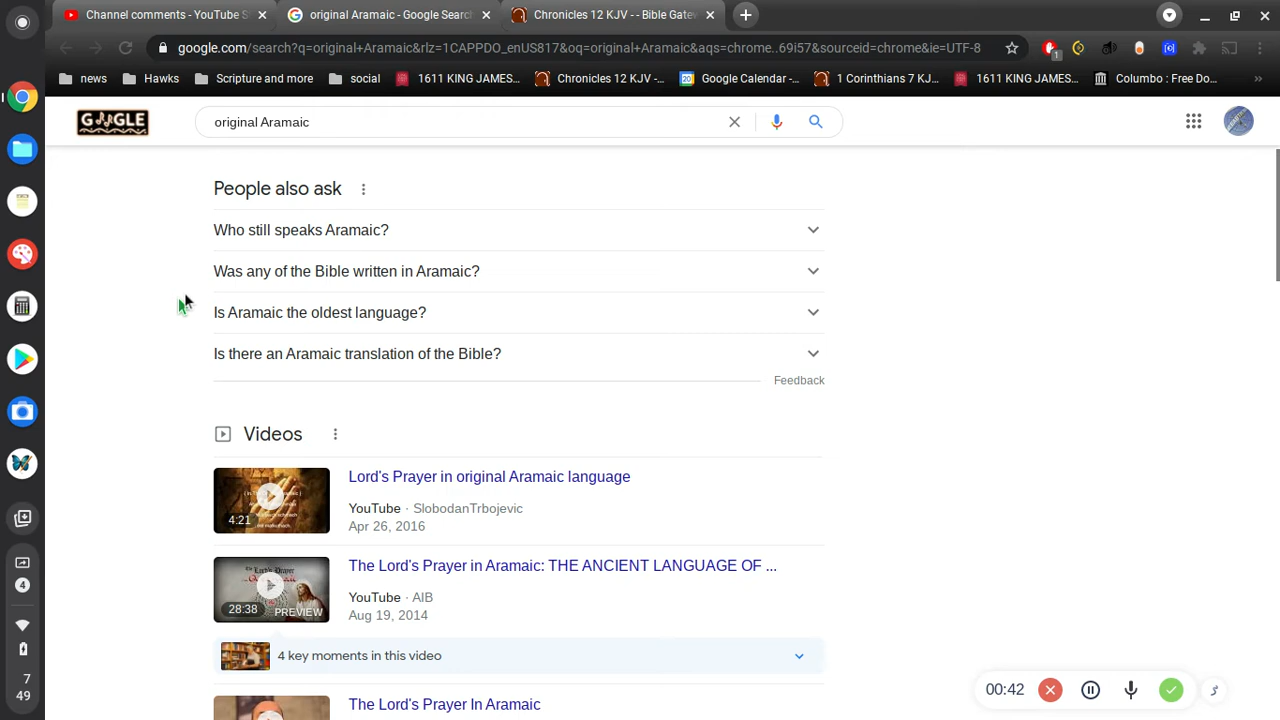 Channel comments - YouTube S
original Aramaic - Google Searc
Chronicles 12 KJV - - Bible Gatew
google.com/search?q=original+Aramaic&rlz=1CAPPDO_enUS817&oq=original+Aramaic&aqs=chrome..69i57&sourceid=chrome&ie=UTF-8
1
news
Hawks
Scripture and more
social
1611 KING JAMES...
Chronicles 12 KJV -...
20
Google Calendar -...
1 Corinthians 7 KJ...
1611 KING JAMES...
Columbo : Free Do...
»
GOOGLE
original Aramaic
People also ask
Who still speaks Aramaic?
Was any of the Bible written in Aramaic?
Is Aramaic the oldest language?
Is there an Aramaic translation of the Bible?
Feedback
Videos
Lord's Prayer in original Aramaic language
YouTube · SlobodanTrbojevic
Apr 26, 2016
4:21
The Lord's Prayer in Aramaic: THE ANCIENT LANGUAGE OF ...
YouTube · AIB
Aug 19, 2014
28:38
PREVIEW
4 key moments in this video
The Lord's Prayer In Aramaic
00:42
4
7
49